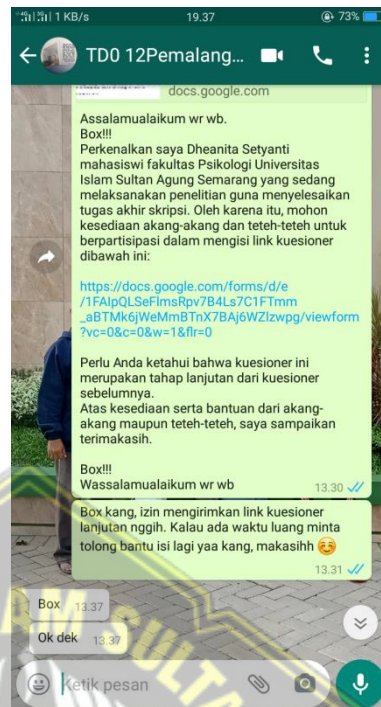 1 KB/s 19.37 73%
TD0 12Pemalang...
docs.google.com
Assalamualaikum wr wb.
Box!!!
Perkenalkan saya Dheanita Setyanti
mahasiswi fakultas Psikologi Universitas
Islam Sultan Agung Semarang yang sedang
melaksanakan penelitian guna menyelesaikan
tugas akhir skripsi. Oleh karena itu, mohon
kesediaan akang-akang dan teteh-teteh untuk
berpartisipasi dalam mengisi link kuesioner
dibawah ini:
https://docs.google.com/forms/d/e
/1FAIpQLSeFlmsRpv7B4Ls7C1FTmm
_aBTMk6jWeMmBTnX7BAj6WZlzwpg/viewform
?vc=0&c=0&w=1&flr=0
Perlu Anda ketahui bahwa kuesioner ini
merupakan tahap lanjutan dari kuesioner
sebelumnya.
Atas kesediaan serta bantuan dari akang-
akang maupun teteh-teteh, saya sampaikan
terimakasih.
Box!!!
Wassalamualaikum wr wb 13.30
Box kang, izin mengirimkan link kuesioner
lanjutan nggih. Kalau ada waktu luang minta
tolong bantu isi lagi yaa kang, makasihh 😊
13.31
Box 13.37
Ok dek 13.37
Ketik pesan